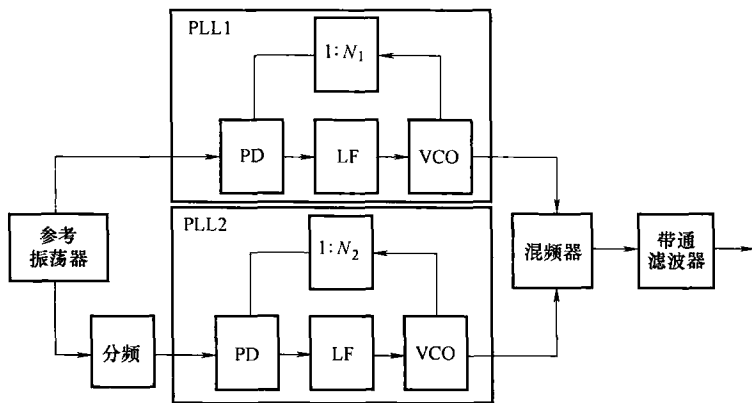 PLL1
1:N₁
PD
LF
VCO
PLL2
参考
振荡器
1:N₂
混频器
带通
滤波器
分频
PD
LF
VCO